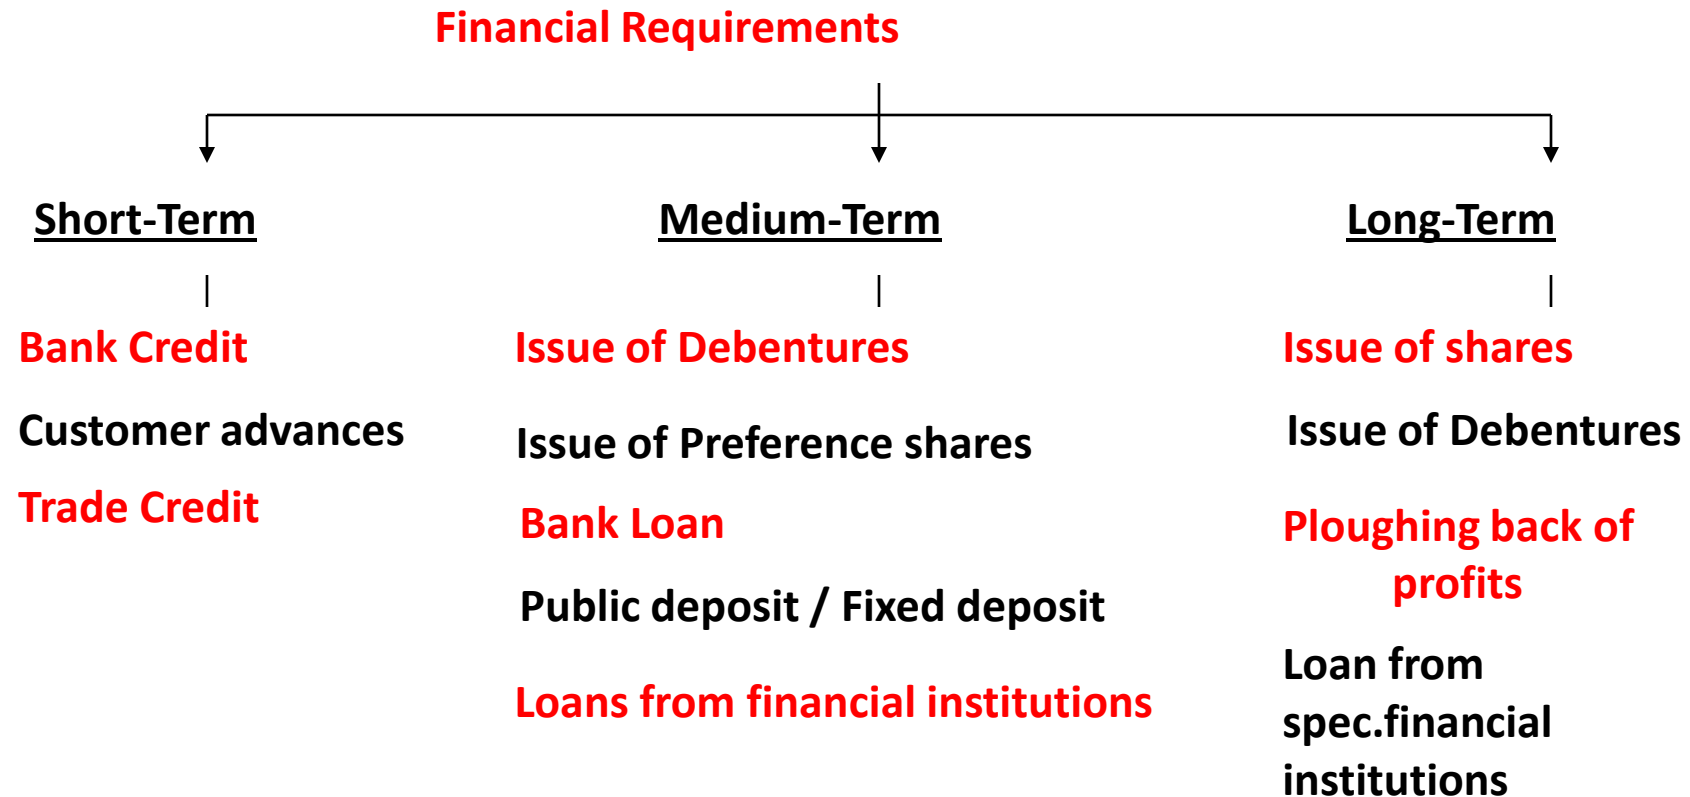 Financial Requirements
Short-Term
Medium-Term
Long-Term
Bank Credit
Customer advances
Trade Credit
Issue of Debentures
Issue of Preference shares
Bank Loan
Public deposit / Fixed deposit
Loans from financial institutions
Issue of shares
Issue of Debentures
Ploughing back of
profits
Loan from
spec.financial
institutions